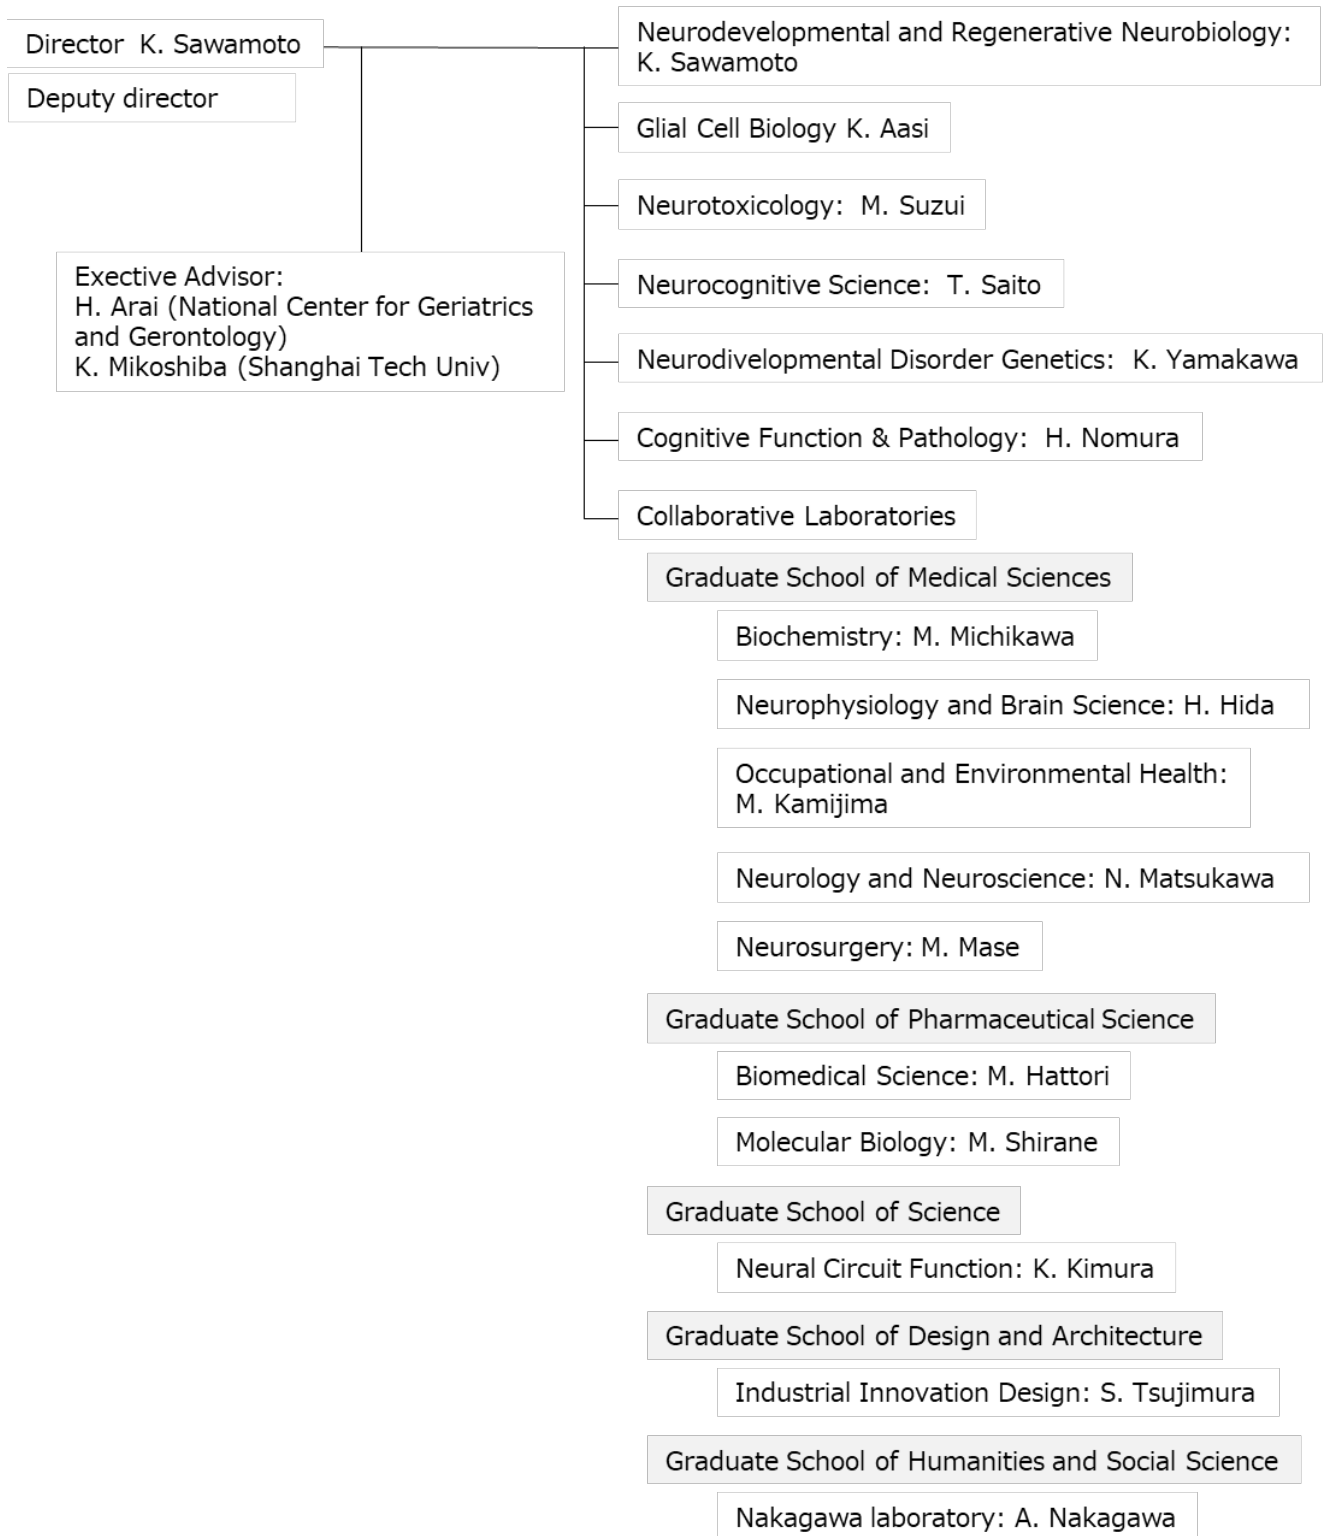 Director  K. Sawamoto
Deputy director
Exective Advisor:
H. Arai (National Center for Geriatrics
and Gerontology)
K. Mikoshiba (Shanghai Tech Univ)
Neurodevelopmental and Regenerative Neurobiology:
K. Sawamoto
Glial Cell Biology K. Aasi
Neurotoxicology:  M. Suzui
Neurocognitive Science:  T. Saito
Neurodivelopmental Disorder Genetics:  K. Yamakawa
Cognitive Function & Pathology:  H. Nomura
Collaborative Laboratories
Graduate School of Medical Sciences
Biochemistry: M. Michikawa
Neurophysiology and Brain Science: H. Hida
Occupational and Environmental Health:
M. Kamijima
Neurology and Neuroscience: N. Matsukawa
Neurosurgery: M. Mase
Graduate School of Pharmaceutical Science
Biomedical Science: M. Hattori
Molecular Biology: M. Shirane
Graduate School of Science
Neural Circuit Function: K. Kimura
Graduate School of Design and Architecture
Industrial Innovation Design: S. Tsujimura
Graduate School of Humanities and Social Science
Nakagawa laboratory: A. Nakagawa